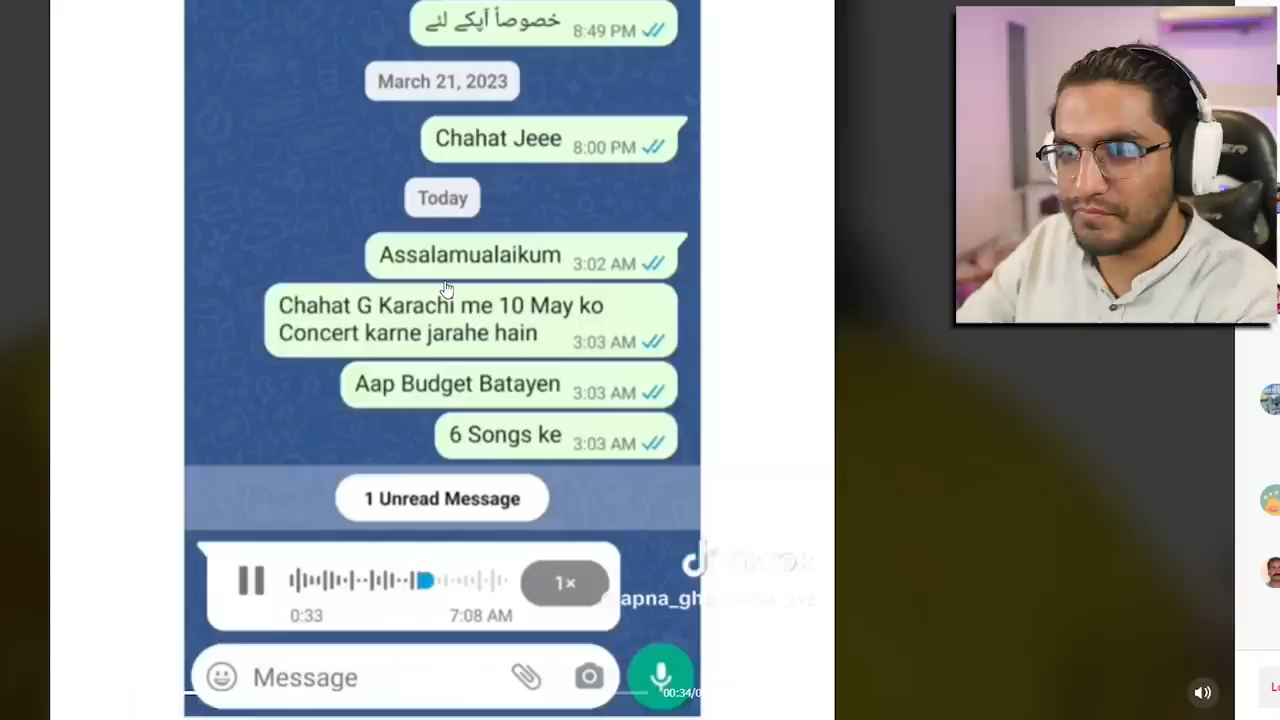 خصوصاً آپکے لئے
8:49 PM
March 21, 2023
Chahat Jeee
8:00 PM
Today
Assalamualaikum
3:02 AM
Chahat G Karachi me 10 May ko
Concert karne jarahe hain
3:03 AM
Aap Budget Batayen
3:03 AM
6 Songs ke
3:03 AM
1 Unread Message
1×
0:33
7:08 AM
Message
00:34/0